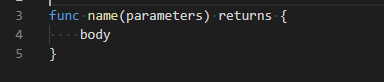 3 func name(parameters) returns {
4     body
5 }